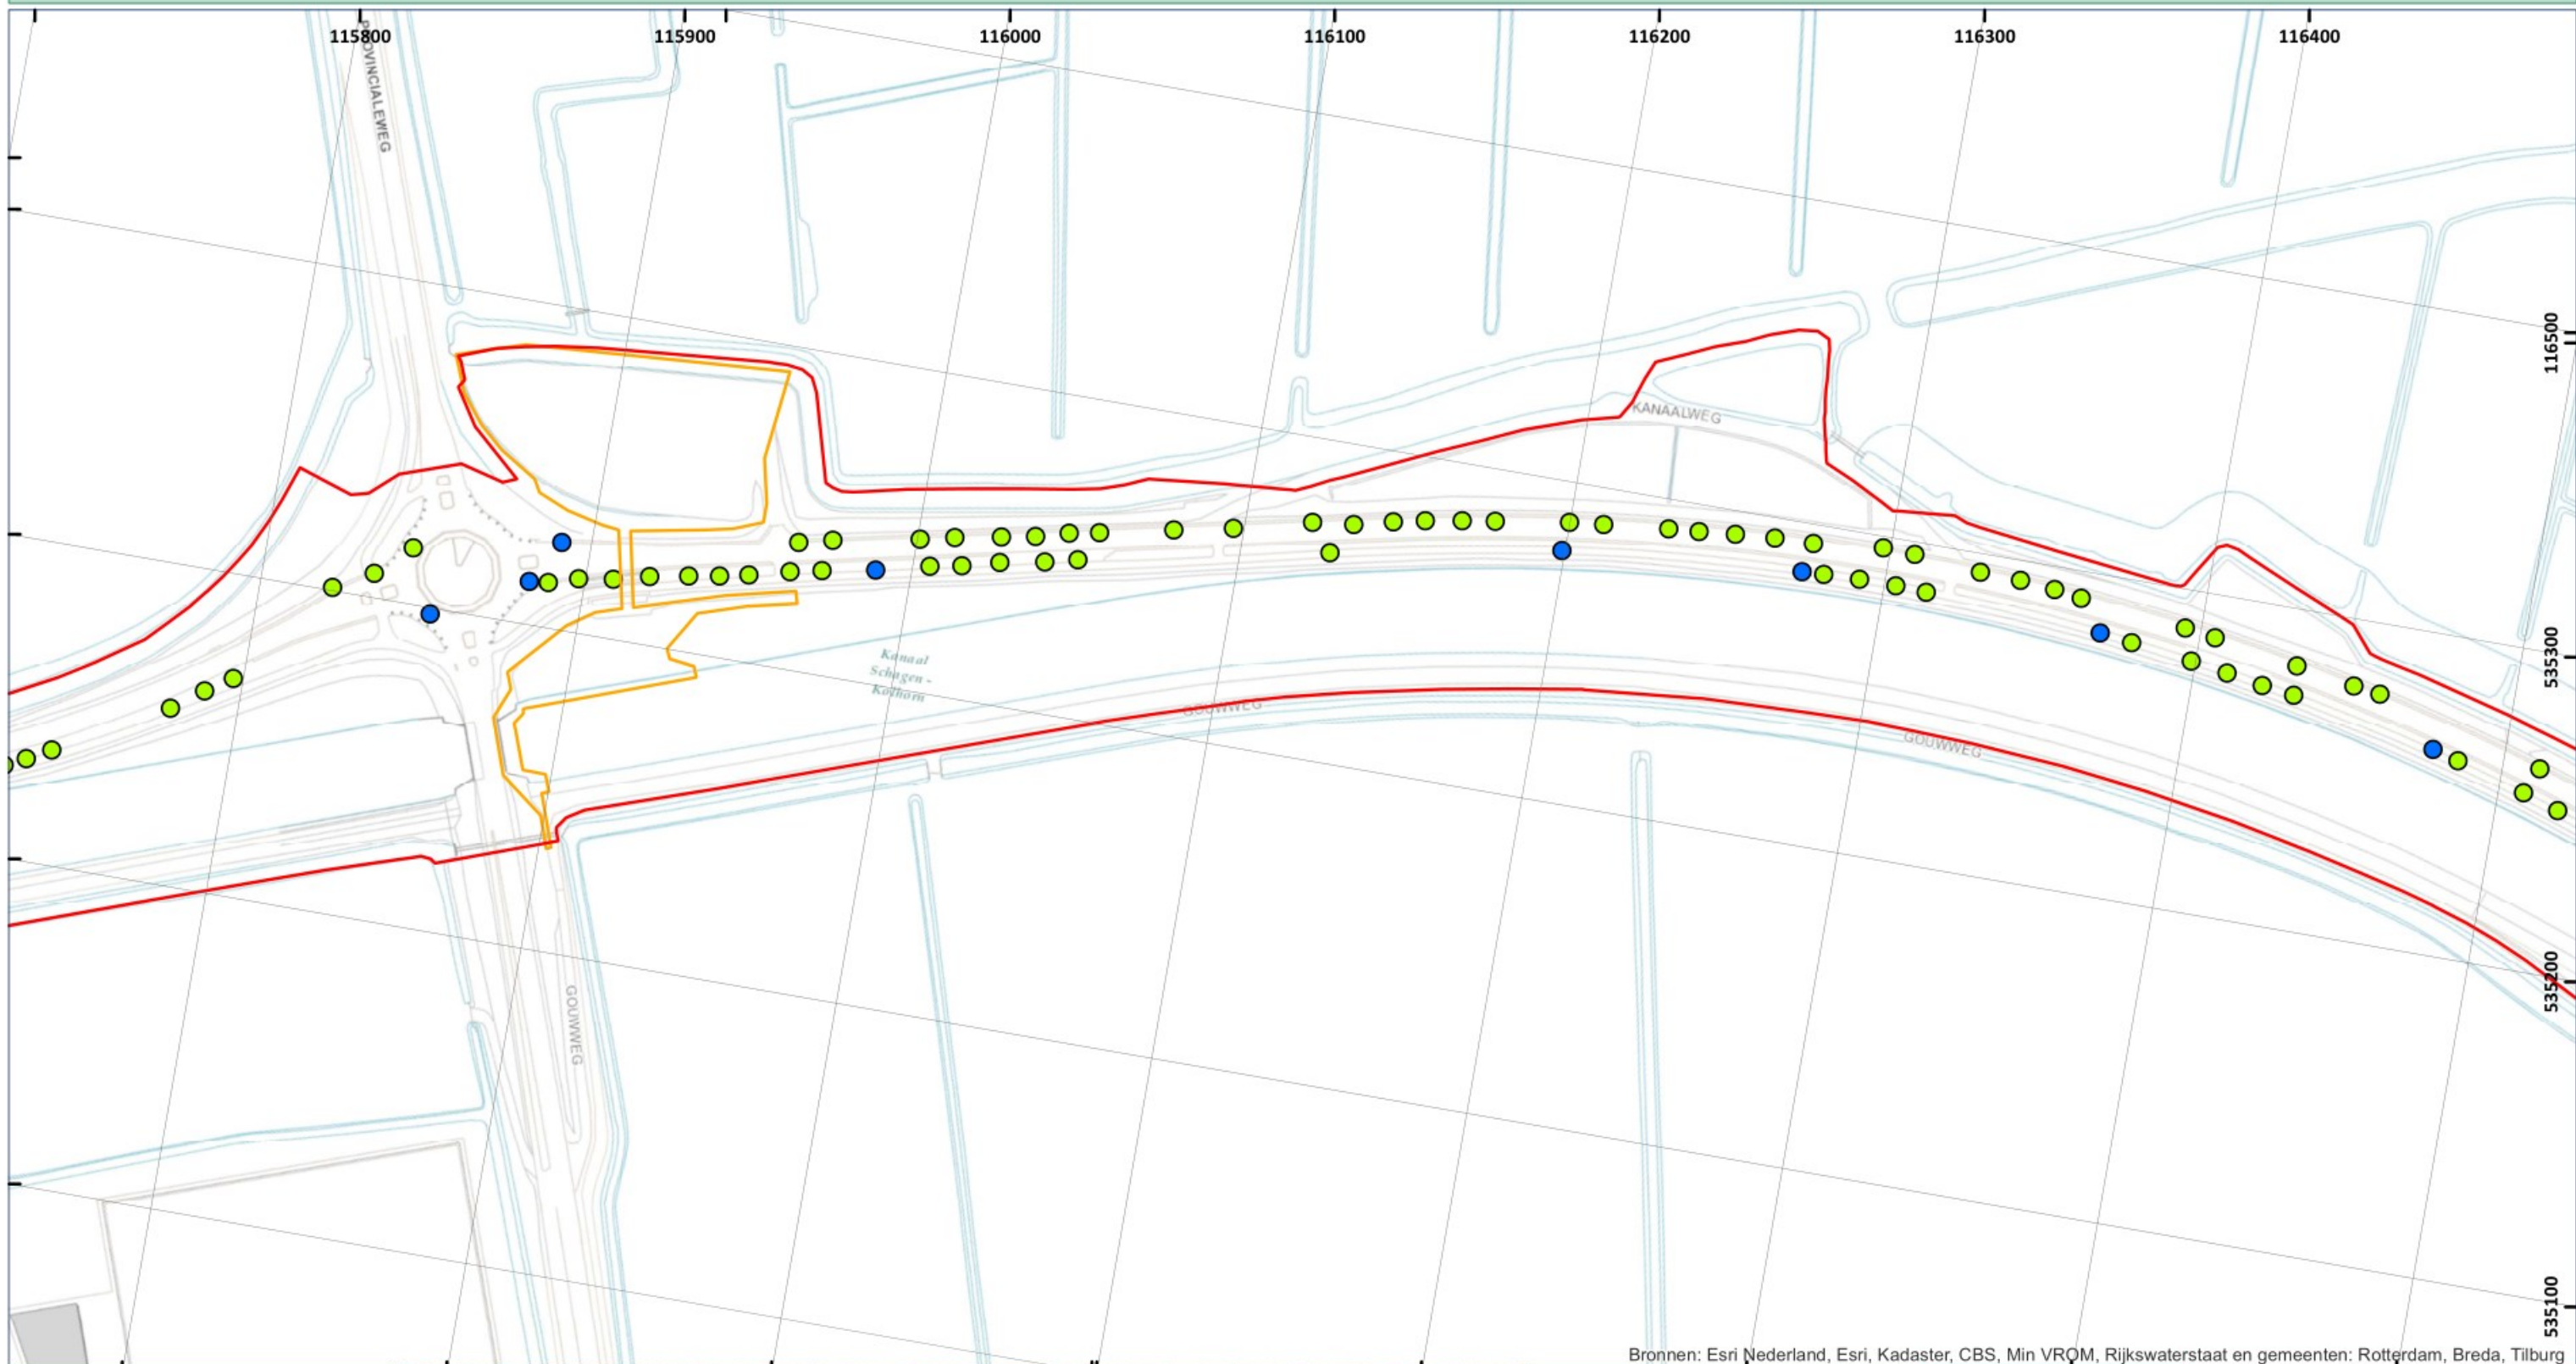 115800
115900
116000
116100
116200
116300
116400
PROVINCIALEWEG
116500
KANAALWEG
535300
Kanaal
Schagen -
Kolhorn
GOUWWEG
GOUWWEG
535200
GOUWWEG
535100
Bronnen: Esri Nederland, Esri, Kadaster, CBS, Min VROM, Rijkswaterstaat en gemeenten: Rotterdam, Breda, Tilburg